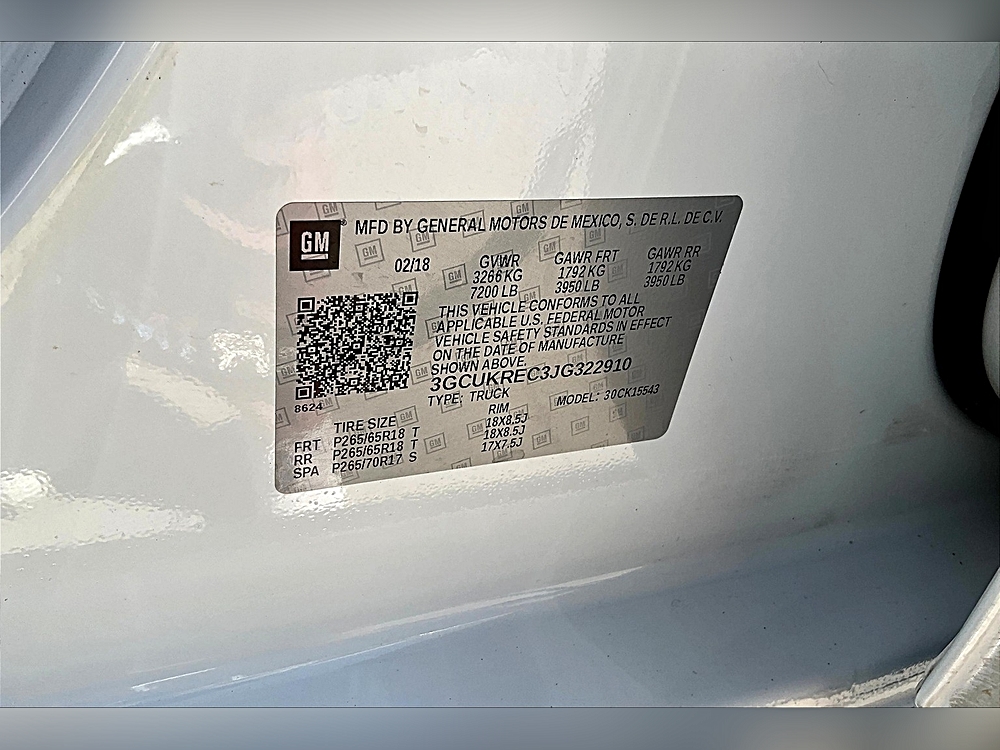 GM
MFD BY GENERAL MOTORS DE MEXICO, S. DE R.L. DE C.V.
02/18 GVWR GAWR FRT GAWR RR
3266 KG 1792 KG 1792 KG
7200 LB 3950 LB 3950 LB
THIS VEHICLE CONFORMS TO ALL
APPLICABLE U.S. FEDERAL MOTOR
VEHICLE SAFETY STANDARDS IN EFFECT
ON THE DATE OF MANUFACTURE
SHOWN ABOVE.
3GCUKREC3JG322910
TYPE: TRUCK MODEL: 30CK15543
8624
TIRE SIZE RIM
FRT P265/65R18 T 18X8.5J
RR P265/65R18 T 18X8.5J
SPA P265/70R17 S 17X7.5J